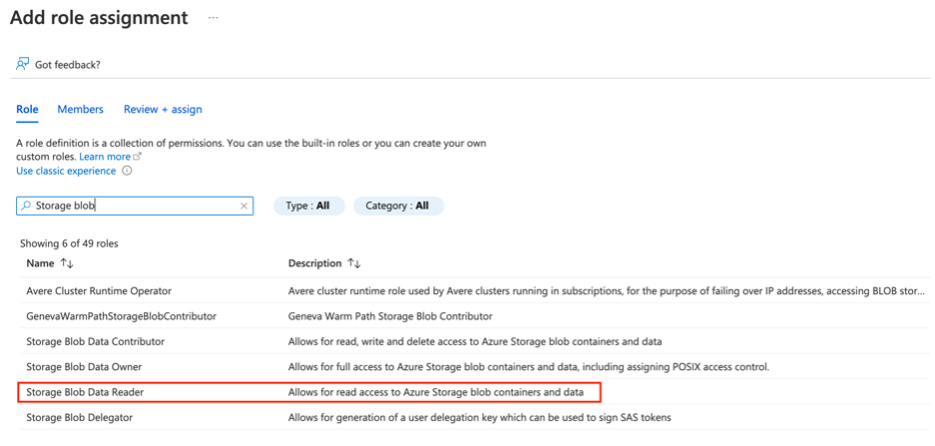 Add role assignment ...
Got feedback?
Role Members Review + assign
A role definition is a collection of permissions. You can use the built-in roles or you can create your own
custom roles. Learn more
Use classic experience
Storage blob
Type : All Category : All
Showing 6 of 49 roles
Name ↑↓ Description ↑↓
Avere Cluster Runtime Operator Avere cluster runtime role used by Avere clusters running in subscriptions, for the purpose of failing over IP addresses, accessing BLOB stor...
GenevaWarmPathStorageBlobContributor Geneva Warm Path Storage Blob Contributor
Storage Blob Data Contributor Allows for read, write and delete access to Azure Storage blob containers and data
Storage Blob Data Owner Allows for full access to Azure Storage blob containers and data, including assigning POSIX access control.
Storage Blob Data Reader Allows for read access to Azure Storage blob containers and data
Storage Blob Delegator Allows for generation of a user delegation key which can be used to sign SAS tokens